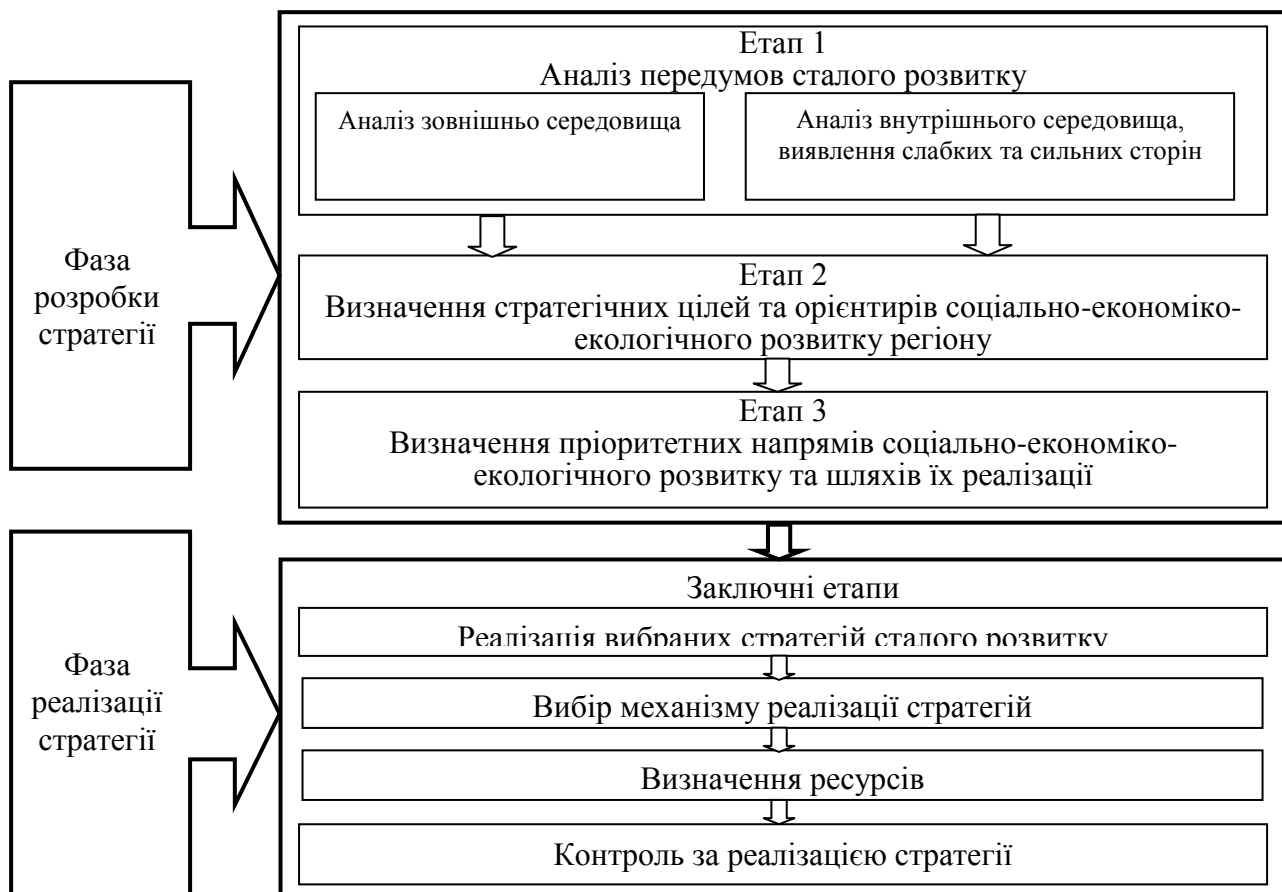 Етап 1
Аналіз передумов сталого розвитку
Аналіз зовнішньо середовища
Аналіз внутрішнього середовища,
виявлення слабких та сильних сторін
Фаза
розробки
стратегії
Етап 2
Визначення стратегічних цілей та орієнтирів соціально-економіко-
екологічного розвитку регіону
Етап 3
Визначення пріоритетних напрямів соціально-економіко-
екологічного розвитку та шляхів їх реалізації
Заключні етапи
Реалізація вибраних стратегій сталого розвитку
Фаза
реалізації
стратегії
Вибір механізму реалізації стратегій
Визначення ресурсів
Контроль за реалізацією стратегії